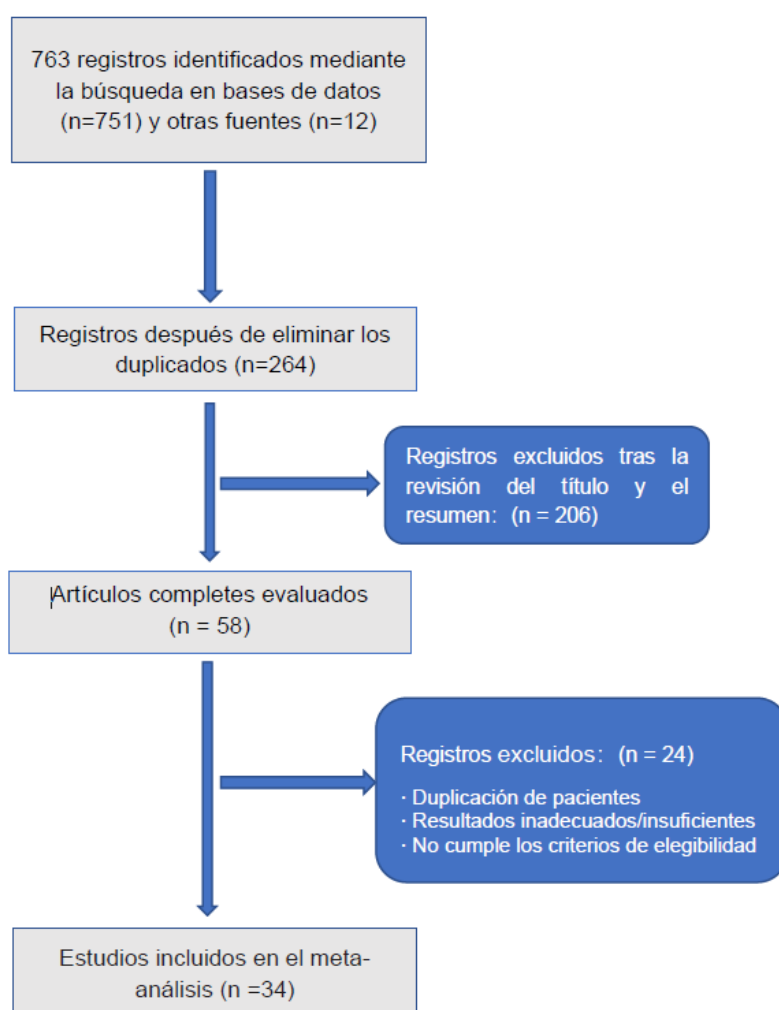 763 registros identificados mediante
la búsqueda en bases de datos
(n=751) y otras fuentes (n=12)
Registros después de eliminar los
duplicados (n=264)
Registros excluidos tras la
revisión del título y el
resumen: (n = 206)
Artículos completes evaluados
(n = 58)
Registros excluidos: (n = 24)
· Duplicación de pacientes
· Resultados inadecuados/insuficientes
· No cumple los criterios de elegibilidad
Estudios incluidos en el meta-
análisis (n =34)